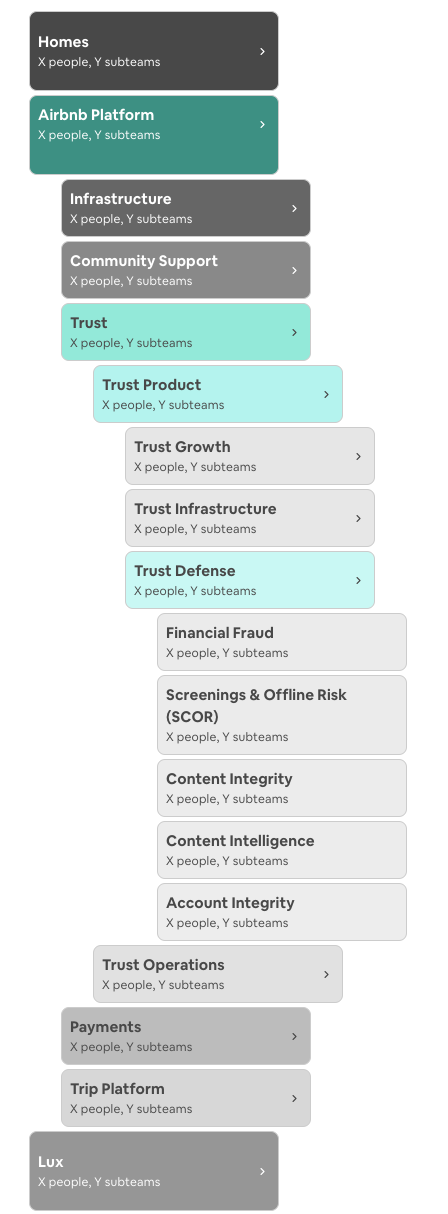 Homes
X people, Y subteams
Airbnb Platform
X people, Y subteams
Infrastructure
X people, Y subteams
Community Support
X people, Y subteams
Trust
X people, Y subteams
Trust Product
X people, Y subteams
Trust Growth
X people, Y subteams
Trust Infrastructure
X people, Y subteams
Trust Defense
X people, Y subteams
Financial Fraud
X people, Y subteams
Screenings & Offline Risk
(SCOR)
X people, Y subteams
Content Integrity
X people, Y subteams
Content Intelligence
X people, Y subteams
Account Integrity
X people, Y subteams
Trust Operations
X people, Y subteams
Payments
X people, Y subteams
Trip Platform
X people, Y subteams
Lux
X people, Y subteams